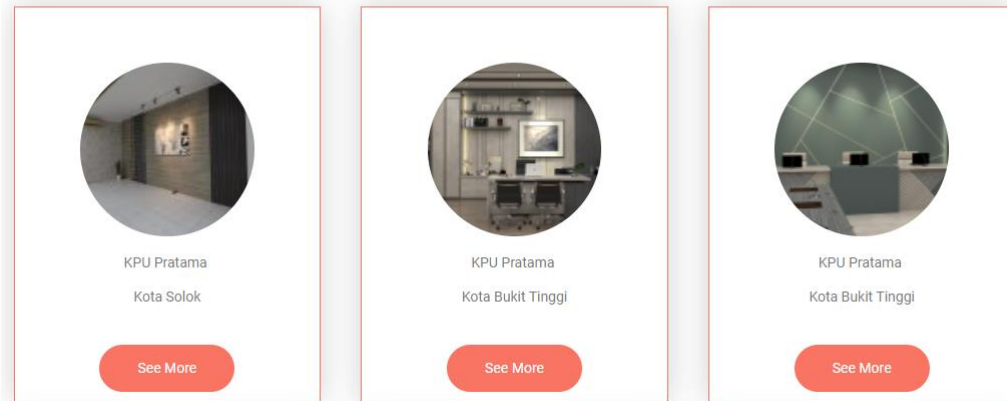 KPU Pratama
Kota Solok
See More
KPU Pratama
Kota Bukit Tinggi
See More
KPU Pratama
Kota Bukit Tinggi
See More